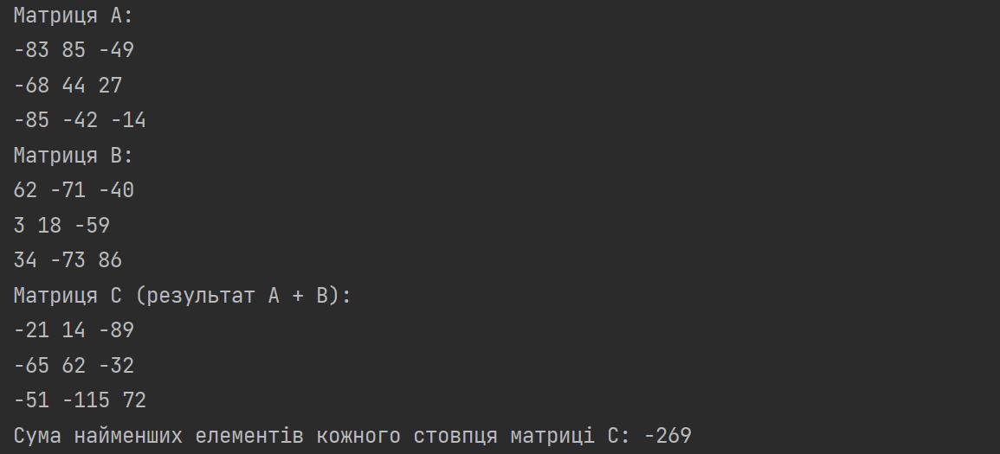 Матриця A:
-83 85 -49
-68 44 27
-85 -42 -14
Матриця B:
62 -71 -40
3 18 -59
34 -73 86
Матриця C (результат A + B):
-21 14 -89
-65 62 -32
-51 -115 72
Сума найменших елементів кожного стовпця матриці C: -269